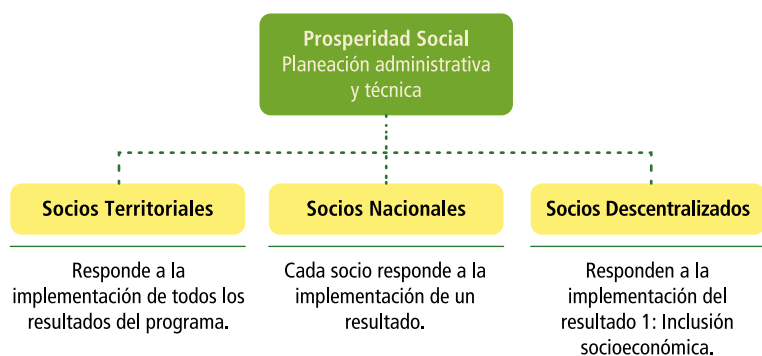 Prosperidad Social
Planeación administrativa
y técnica
Socios Territoriales
Responde a la
implementación de todos los
resultados del programa.
Socios Nacionales
Cada socio responde a la
implementación de un
resultado.
Socios Descentralizados
Responden a la
implementación del
resultado 1: Inclusión
socioeconómica.